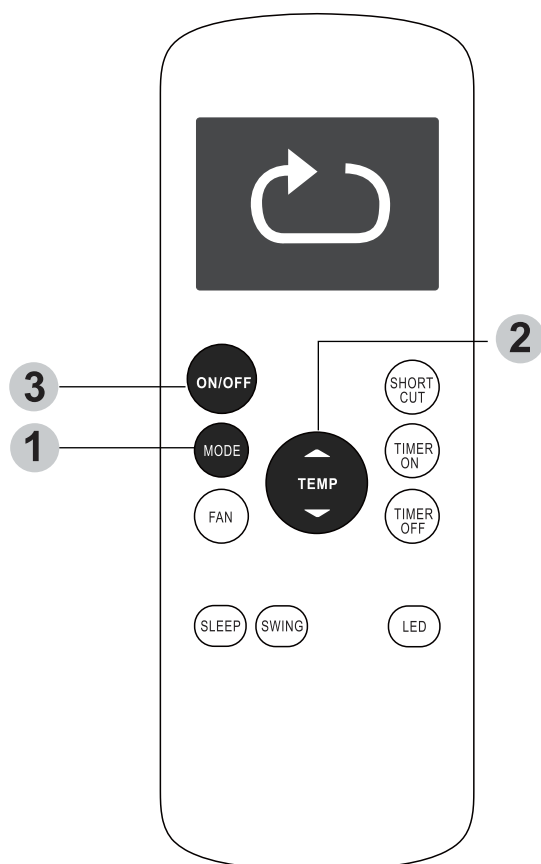 2
3
ON/OFF
SHORT
CUT
1
MODE
TEMP
TIMER
ON
FAN
TIMER
OFF
SLEEP
SWING
LED